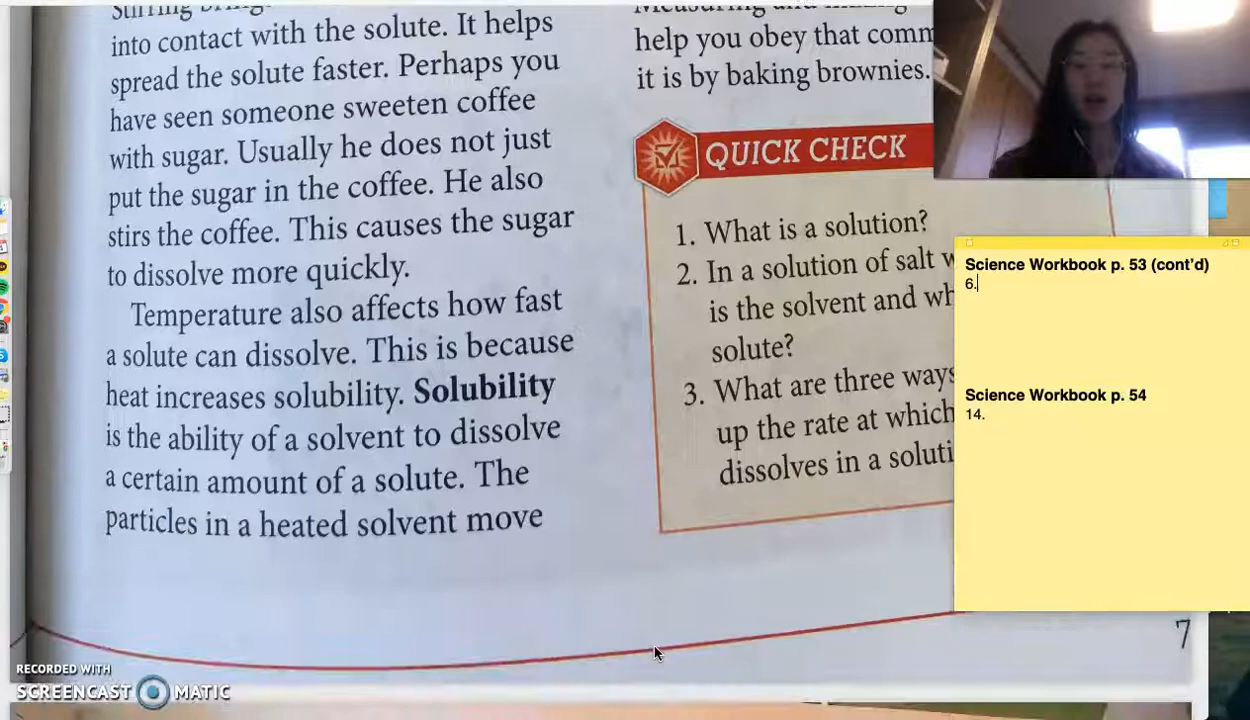 into contact with the solute. It helps
spread the solute faster. Perhaps you
have seen someone sweeten coffee
with sugar. Usually he does not just
put the sugar in the coffee. He also
stirs the coffee. This causes the sugar
to dissolve more quickly.
Temperature also affects how fast
a solute can dissolve. This is because
heat increases solubility. Solubility
is the ability of a solvent to dissolve
a certain amount of a solute. The
particles in a heated solvent move
help you obey that comm
it is by baking brownies.
QUICK CHECK
1. What is a solution?
2. In a solution of salt w
is the solvent and wh
solute?
3. What are three ways
up the rate at which
dissolves in a soluti
7
Science Workbook p. 53 (cont'd)
6.
Science Workbook p. 54
14.
RECORDED WITH
SCREENCAST MATIC